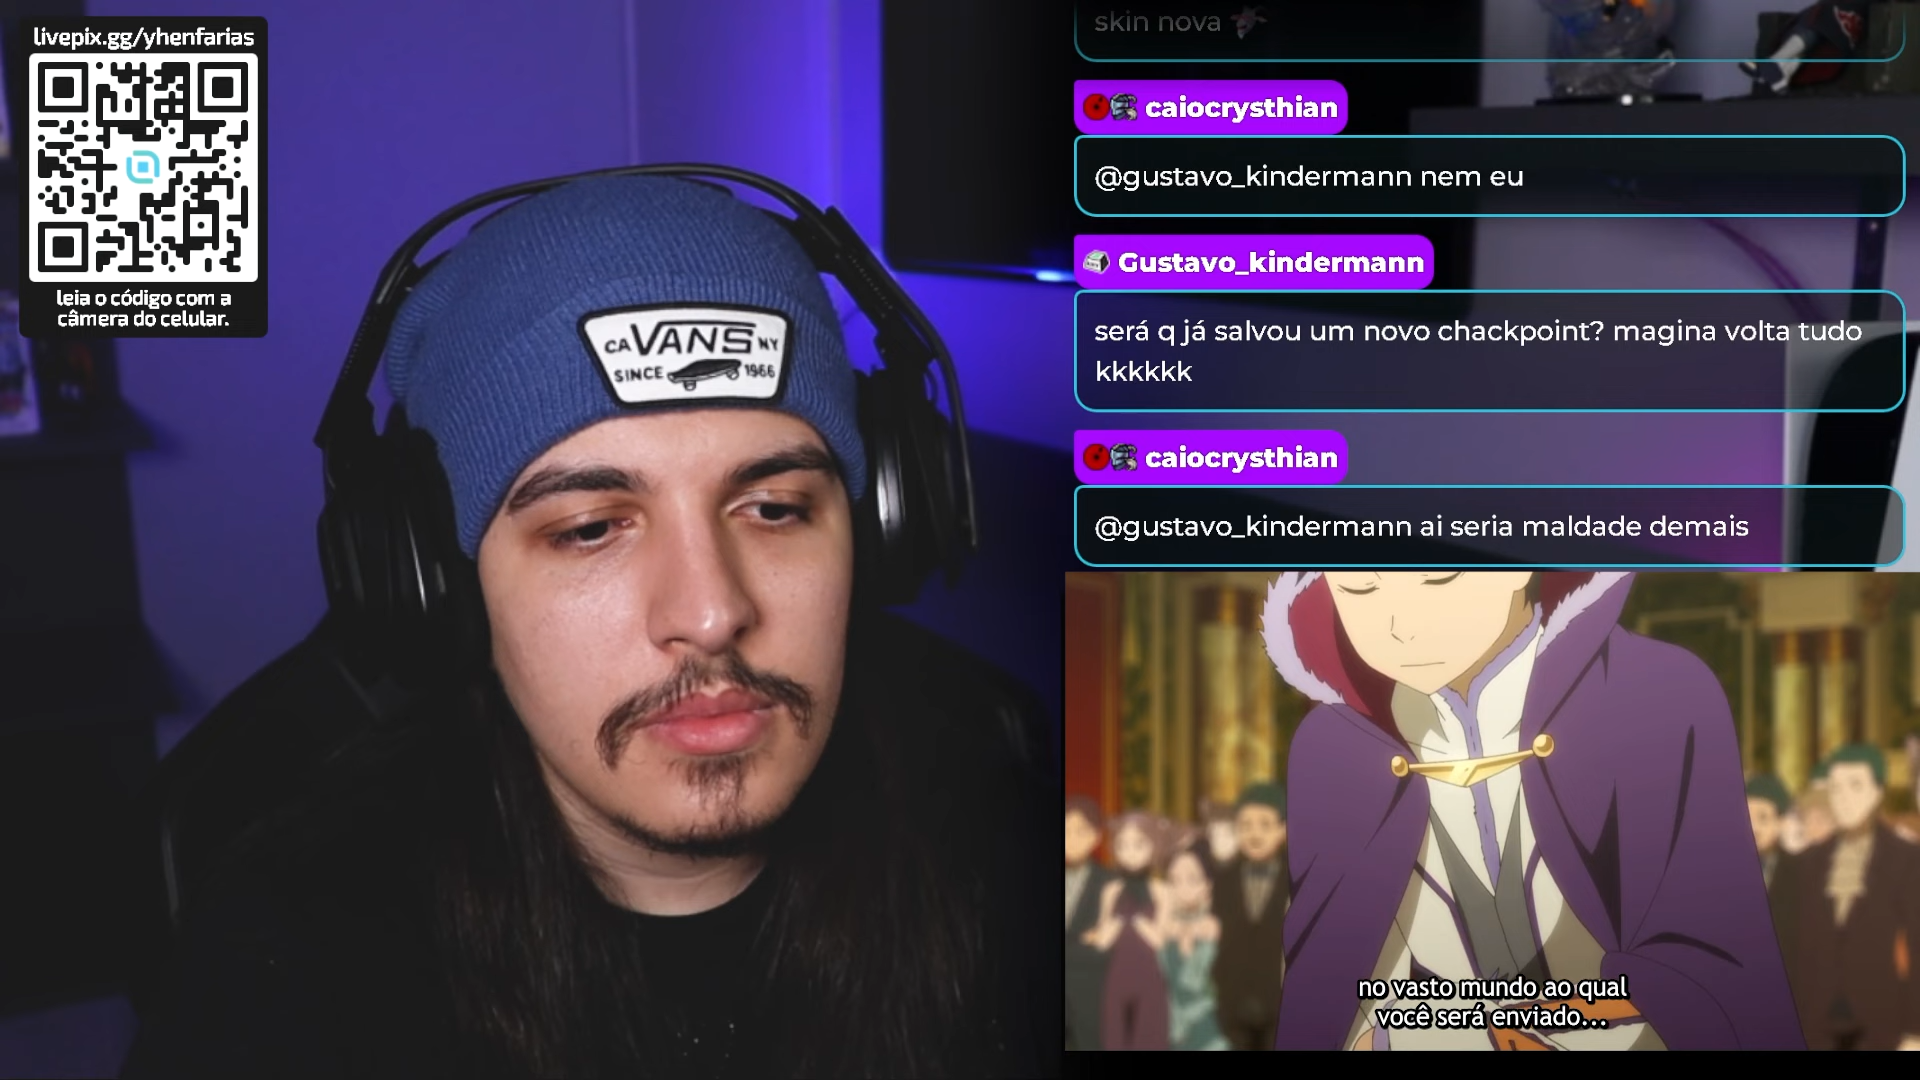 livepix.gg/yhenfarias
leia o código com a
câmera do celular.
CA VANS NY
SINCE 1966
skin nova
caiocrysthian
@gustavo_kindermann nem eu
Gustavo_kindermann
será q já salvou um novo chackpoint? magina volta tudo
kkkkkk
caiocrysthian
@gustavo_kindermann ai seria maldade demais
no vasto mundo ao qual
você será enviado...